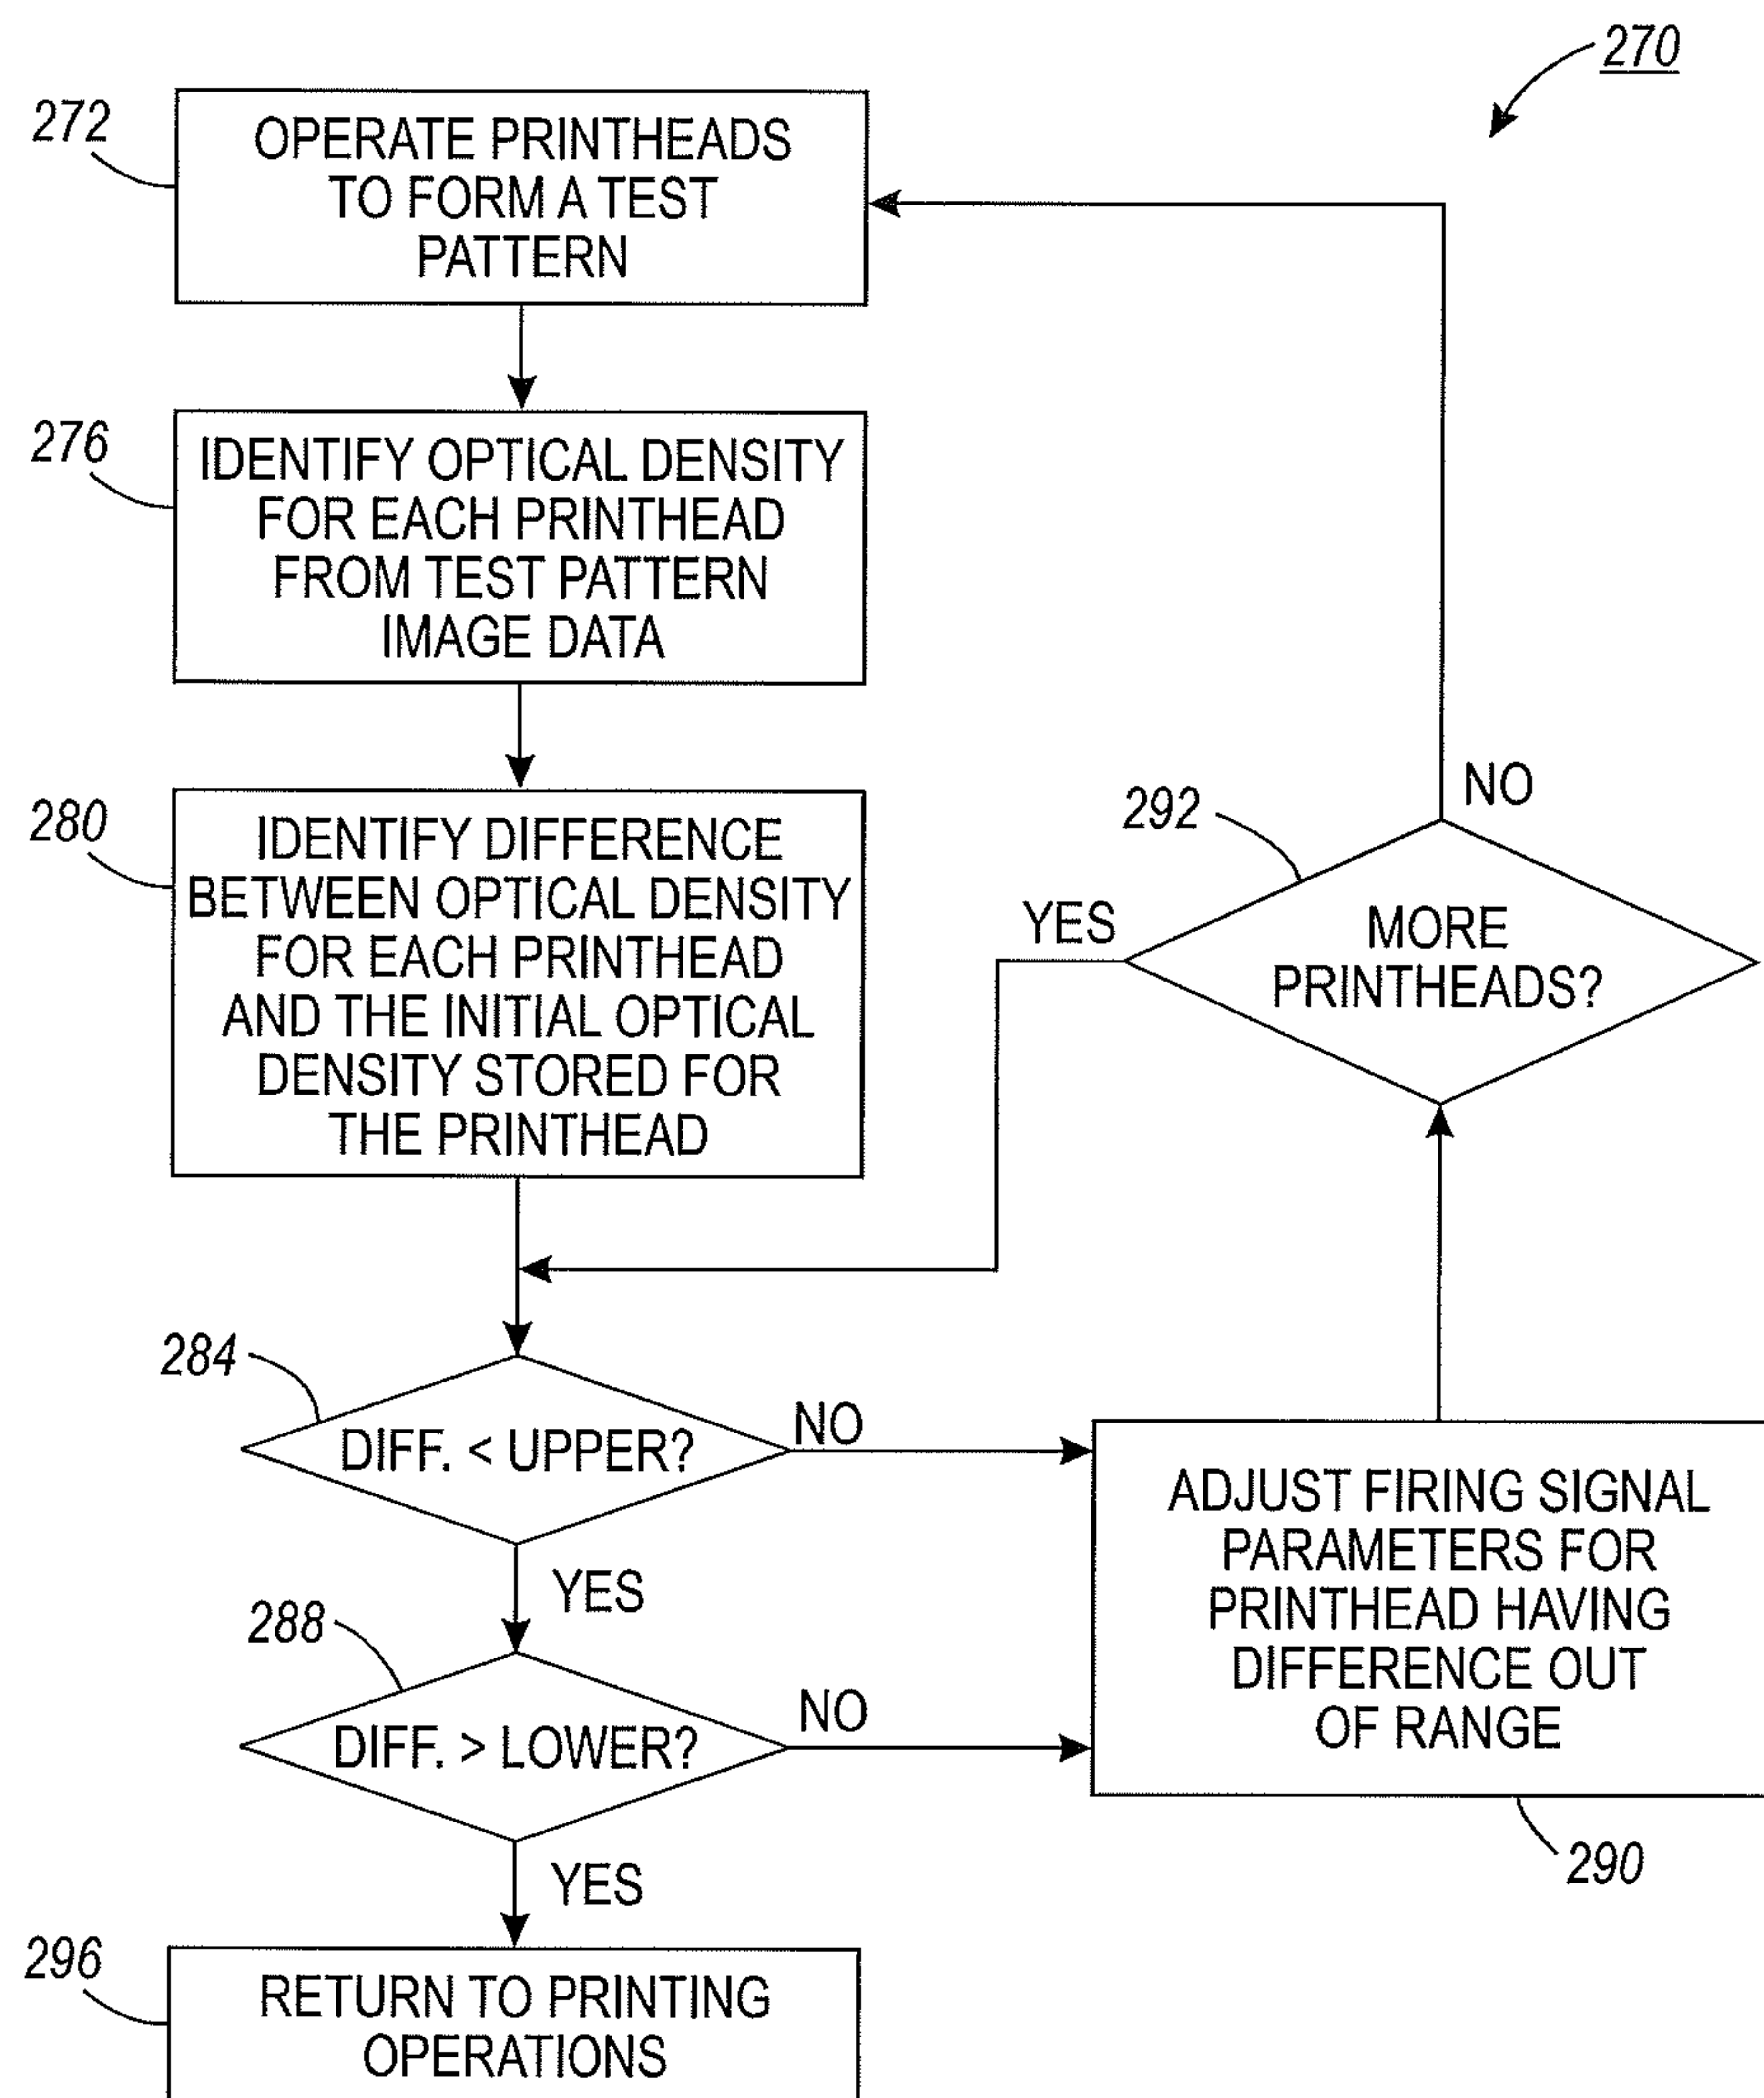 270
272
OPERATE PRINTHEADS
TO FORM A TEST
PATTERN
276
IDENTIFY OPTICAL DENSITY
FOR EACH PRINTHEAD
FROM TEST PATTERN
IMAGE DATA
280
IDENTIFY DIFFERENCE
BETWEEN OPTICAL DENSITY
FOR EACH PRINTHEAD
AND THE INITIAL OPTICAL
DENSITY STORED FOR
THE PRINTHEAD
292
NO
YES
MORE
PRINTHEADS?
284
DIFF. < UPPER?
NO
YES
288
DIFF. > LOWER?
NO
YES
ADJUST FIRING SIGNAL
PARAMETERS FOR
PRINTHEAD HAVING
DIFFERENCE OUT
OF RANGE
290
296
RETURN TO PRINTING
OPERATIONS